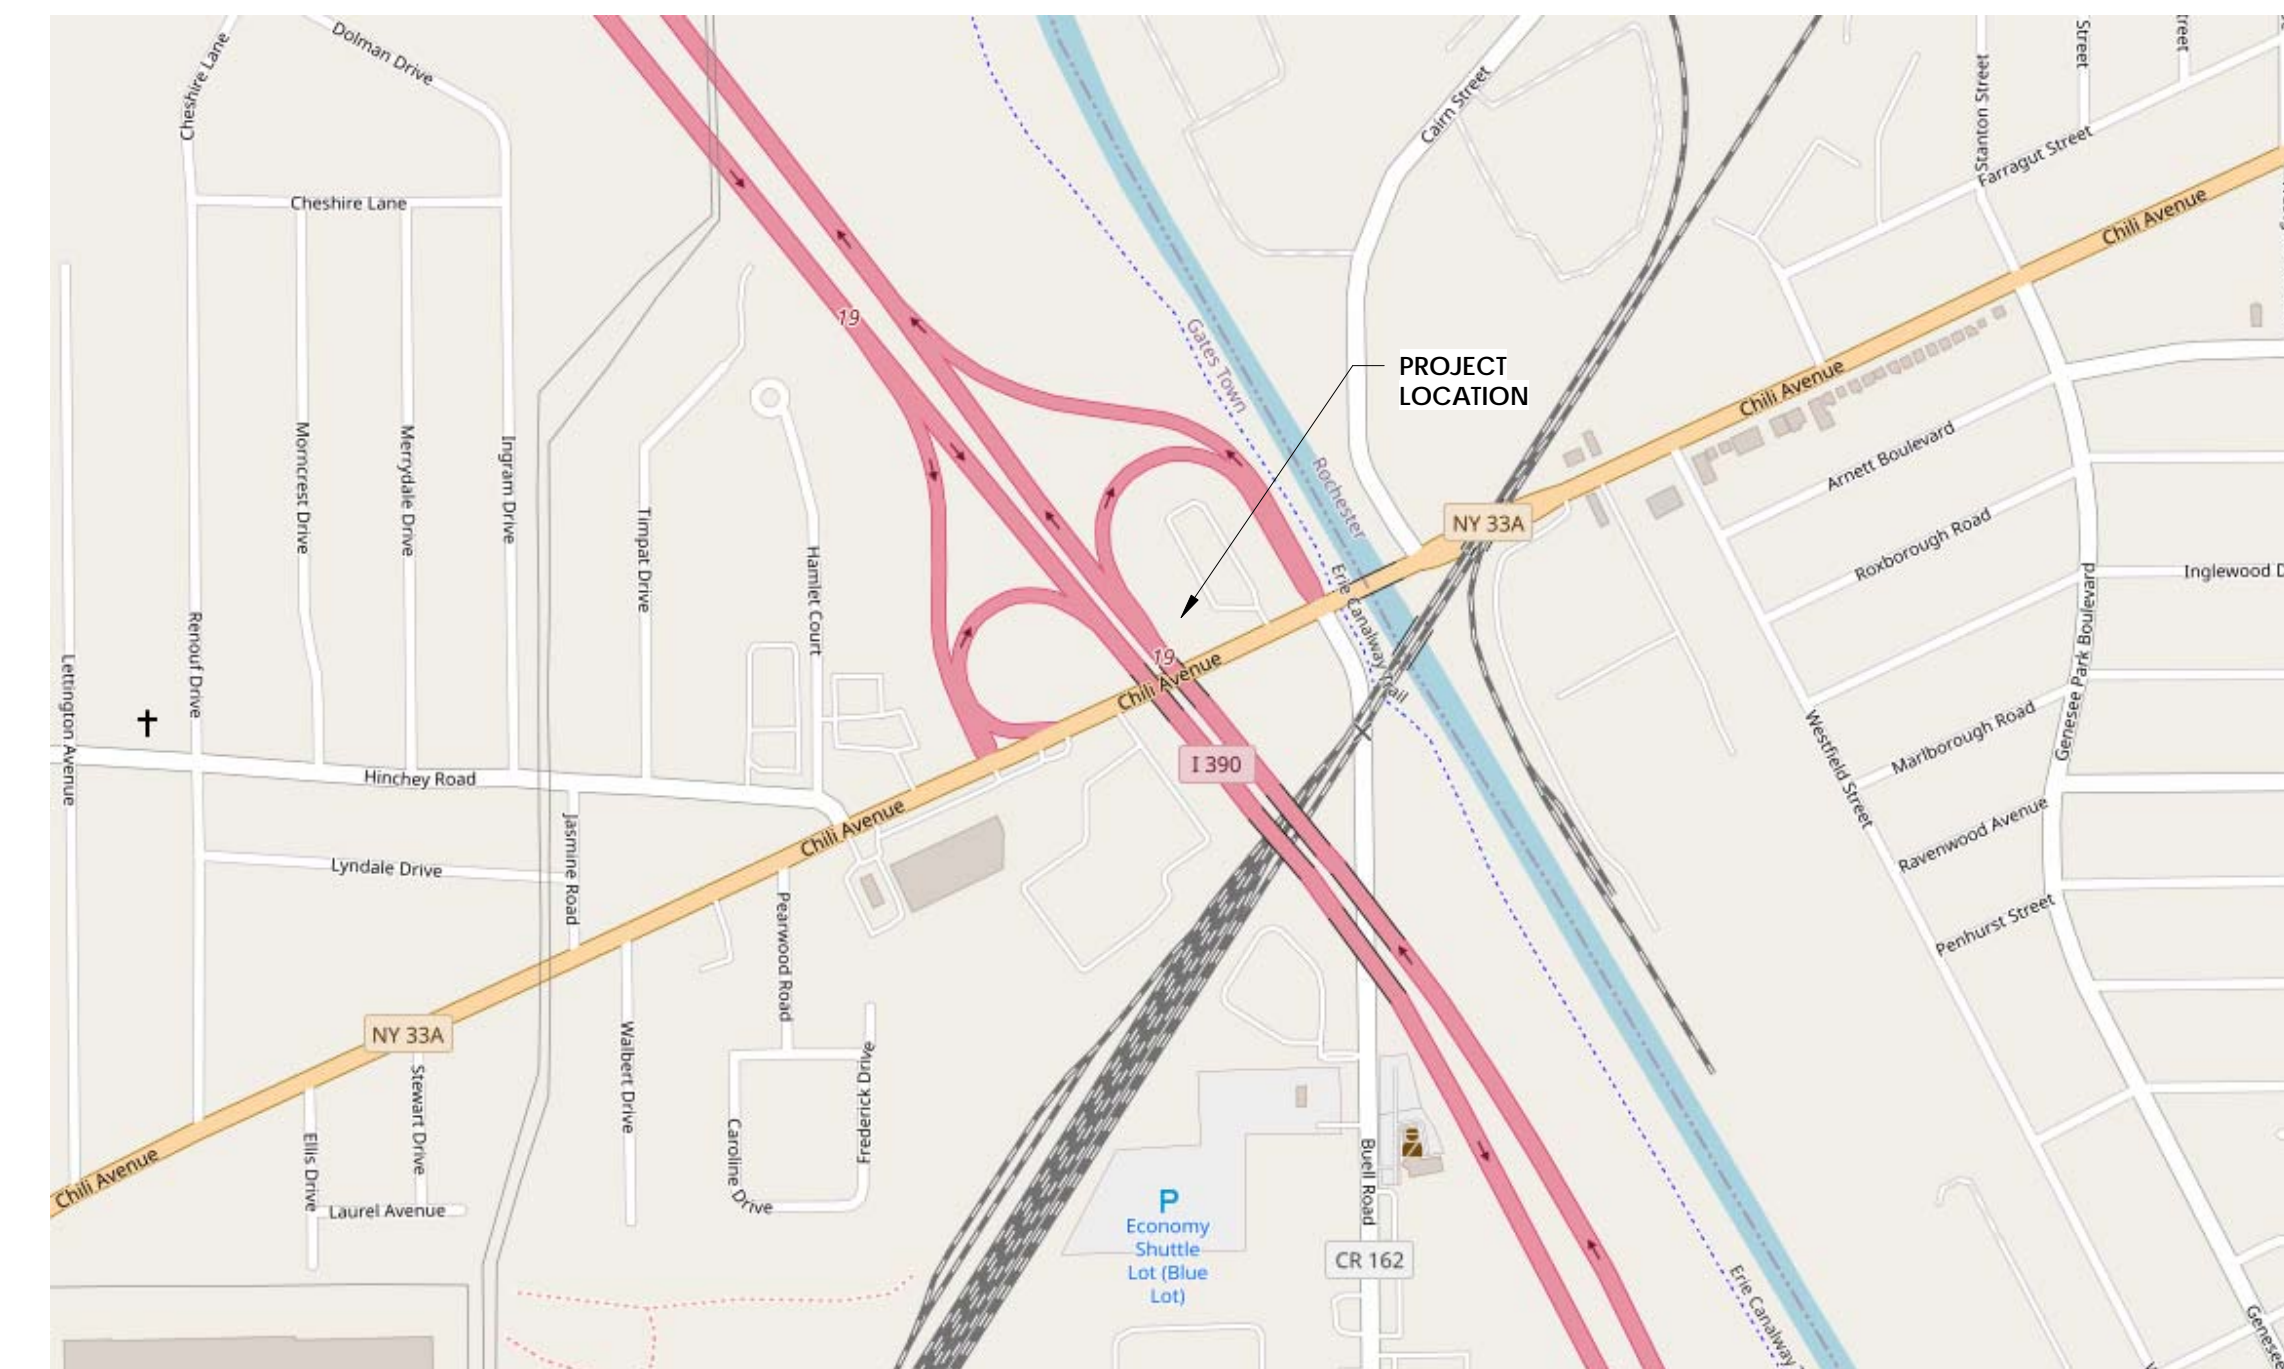 Cheshire Lane
Dolman Drive
Cheshire Lane
Morncrest Drive
Merrydale Drive
Ingram Drive
Timpat Drive
Hamlet Court
Renouf Drive
Lettington Avenue
Hinchey Road
Lyndale Drive
Jasmine Road
Pearwood Road
Walbert Drive
Caroline Drive
Frederick Drive
Stewart Drive
Ellis Drive
Laurel Avenue
Chili Avenue
NY 33A
Chili Avenue
Chili Avenue
19
19
I 390
Gates Town
Rochester
PROJECT
LOCATION
Cairn Street
NY 33A
Erie Canalway Trail
Chili Avenue
Chili Avenue
Stanton Street
Street
Farragut Street
Arnett Boulevard
Roxborough Road
Inglewood D
Genesee Park Boulevard
Marlborough Road
Westfield Street
Ravenwood Avenue
Penhurst Street
P
Economy
Shuttle
Lot (Blue
Lot)
Buell Road
CR 162
Erie Canalway
Genese